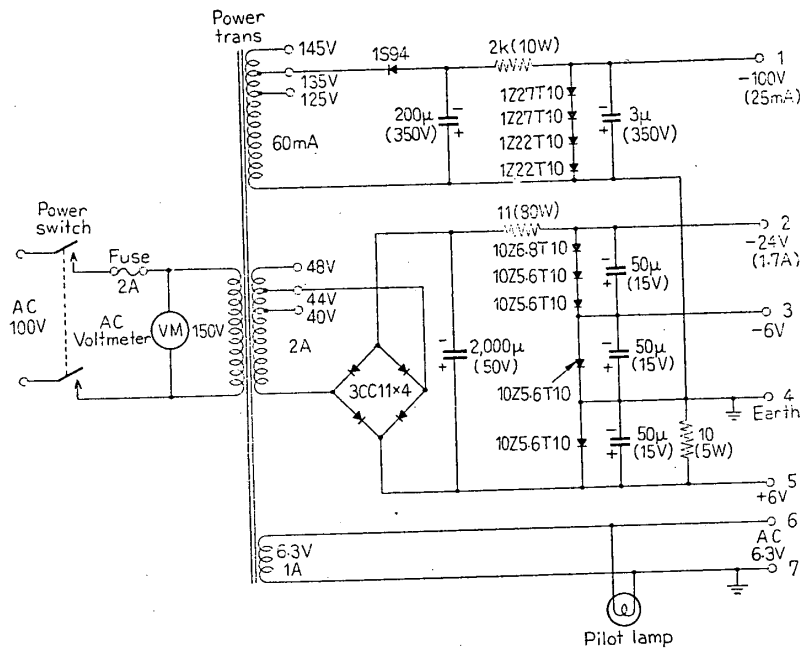 Power
trans
145V
135V
125V
60mA
1S94
2k(10W)
200μ
(350V)
1Z27T10
1Z27T10
1Z22T10
1Z22T10
3μ
(350V)
1
-100V
(25mA)
Power
switch
Fuse
2A
AC
100V
AC
Voltmeter
VM
150V
48V
44V
40V
2A
3CC11×4
2,000μ
(50V)
11(80W)
10Z6.8T10
10Z5.6T10
10Z5.6T10
10Z5.6T10
10Z5.6T10
50μ
(15V)
50μ
(15V)
50μ
(15V)
10
(5W)
2
-24V
(1.7A)
3
-6V
4
Earth
5
+6V
6.3V
1A
6
AC
6.3V
7
Pilot lamp